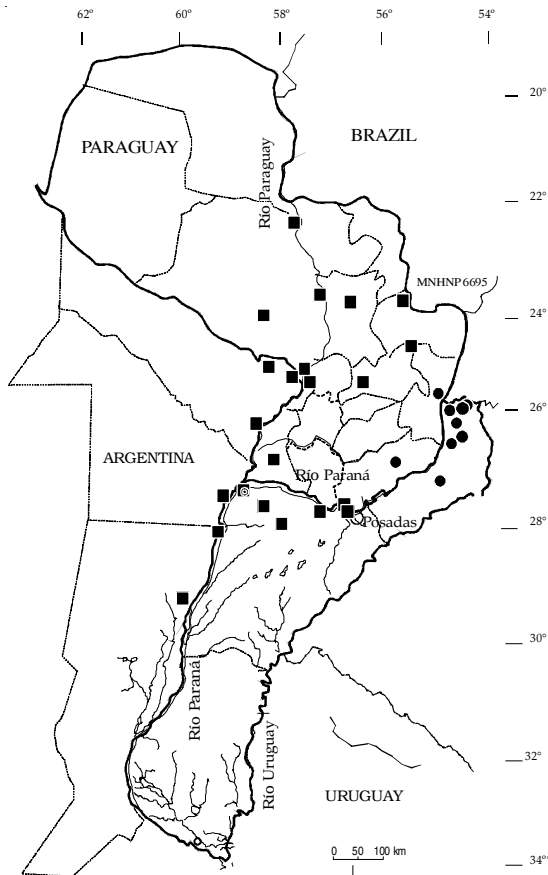 62° 60° 58° 56° 54°
20°
BRAZIL
PARAGUAY
Río Paraguay
22°
MNHNP 6695
24°
26°
ARGENTINA
Río Paraná
Posadas
28°
30°
Río Paraná
Río Uruguay
32°
URUGUAY
0 50 100 km
34°